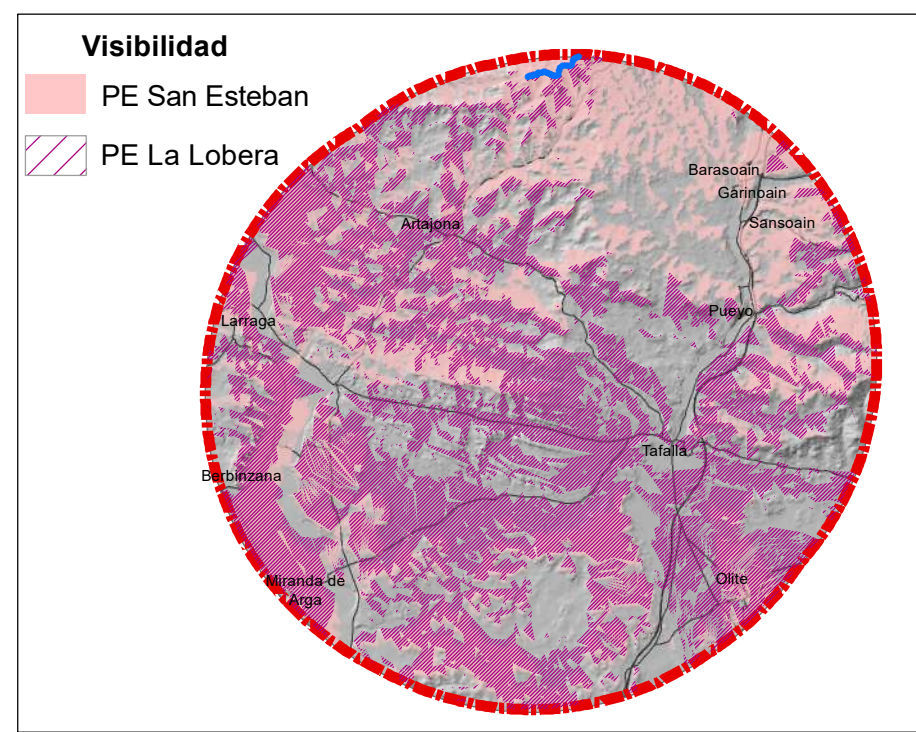 Visibilidad
PE San Esteban
PE La Lobera
Barasoain
Garinoain
Sansoain
Artajona
Pueyo
Larraga
Tafalla
Berbinzana
Miranda de
Arga
Olite